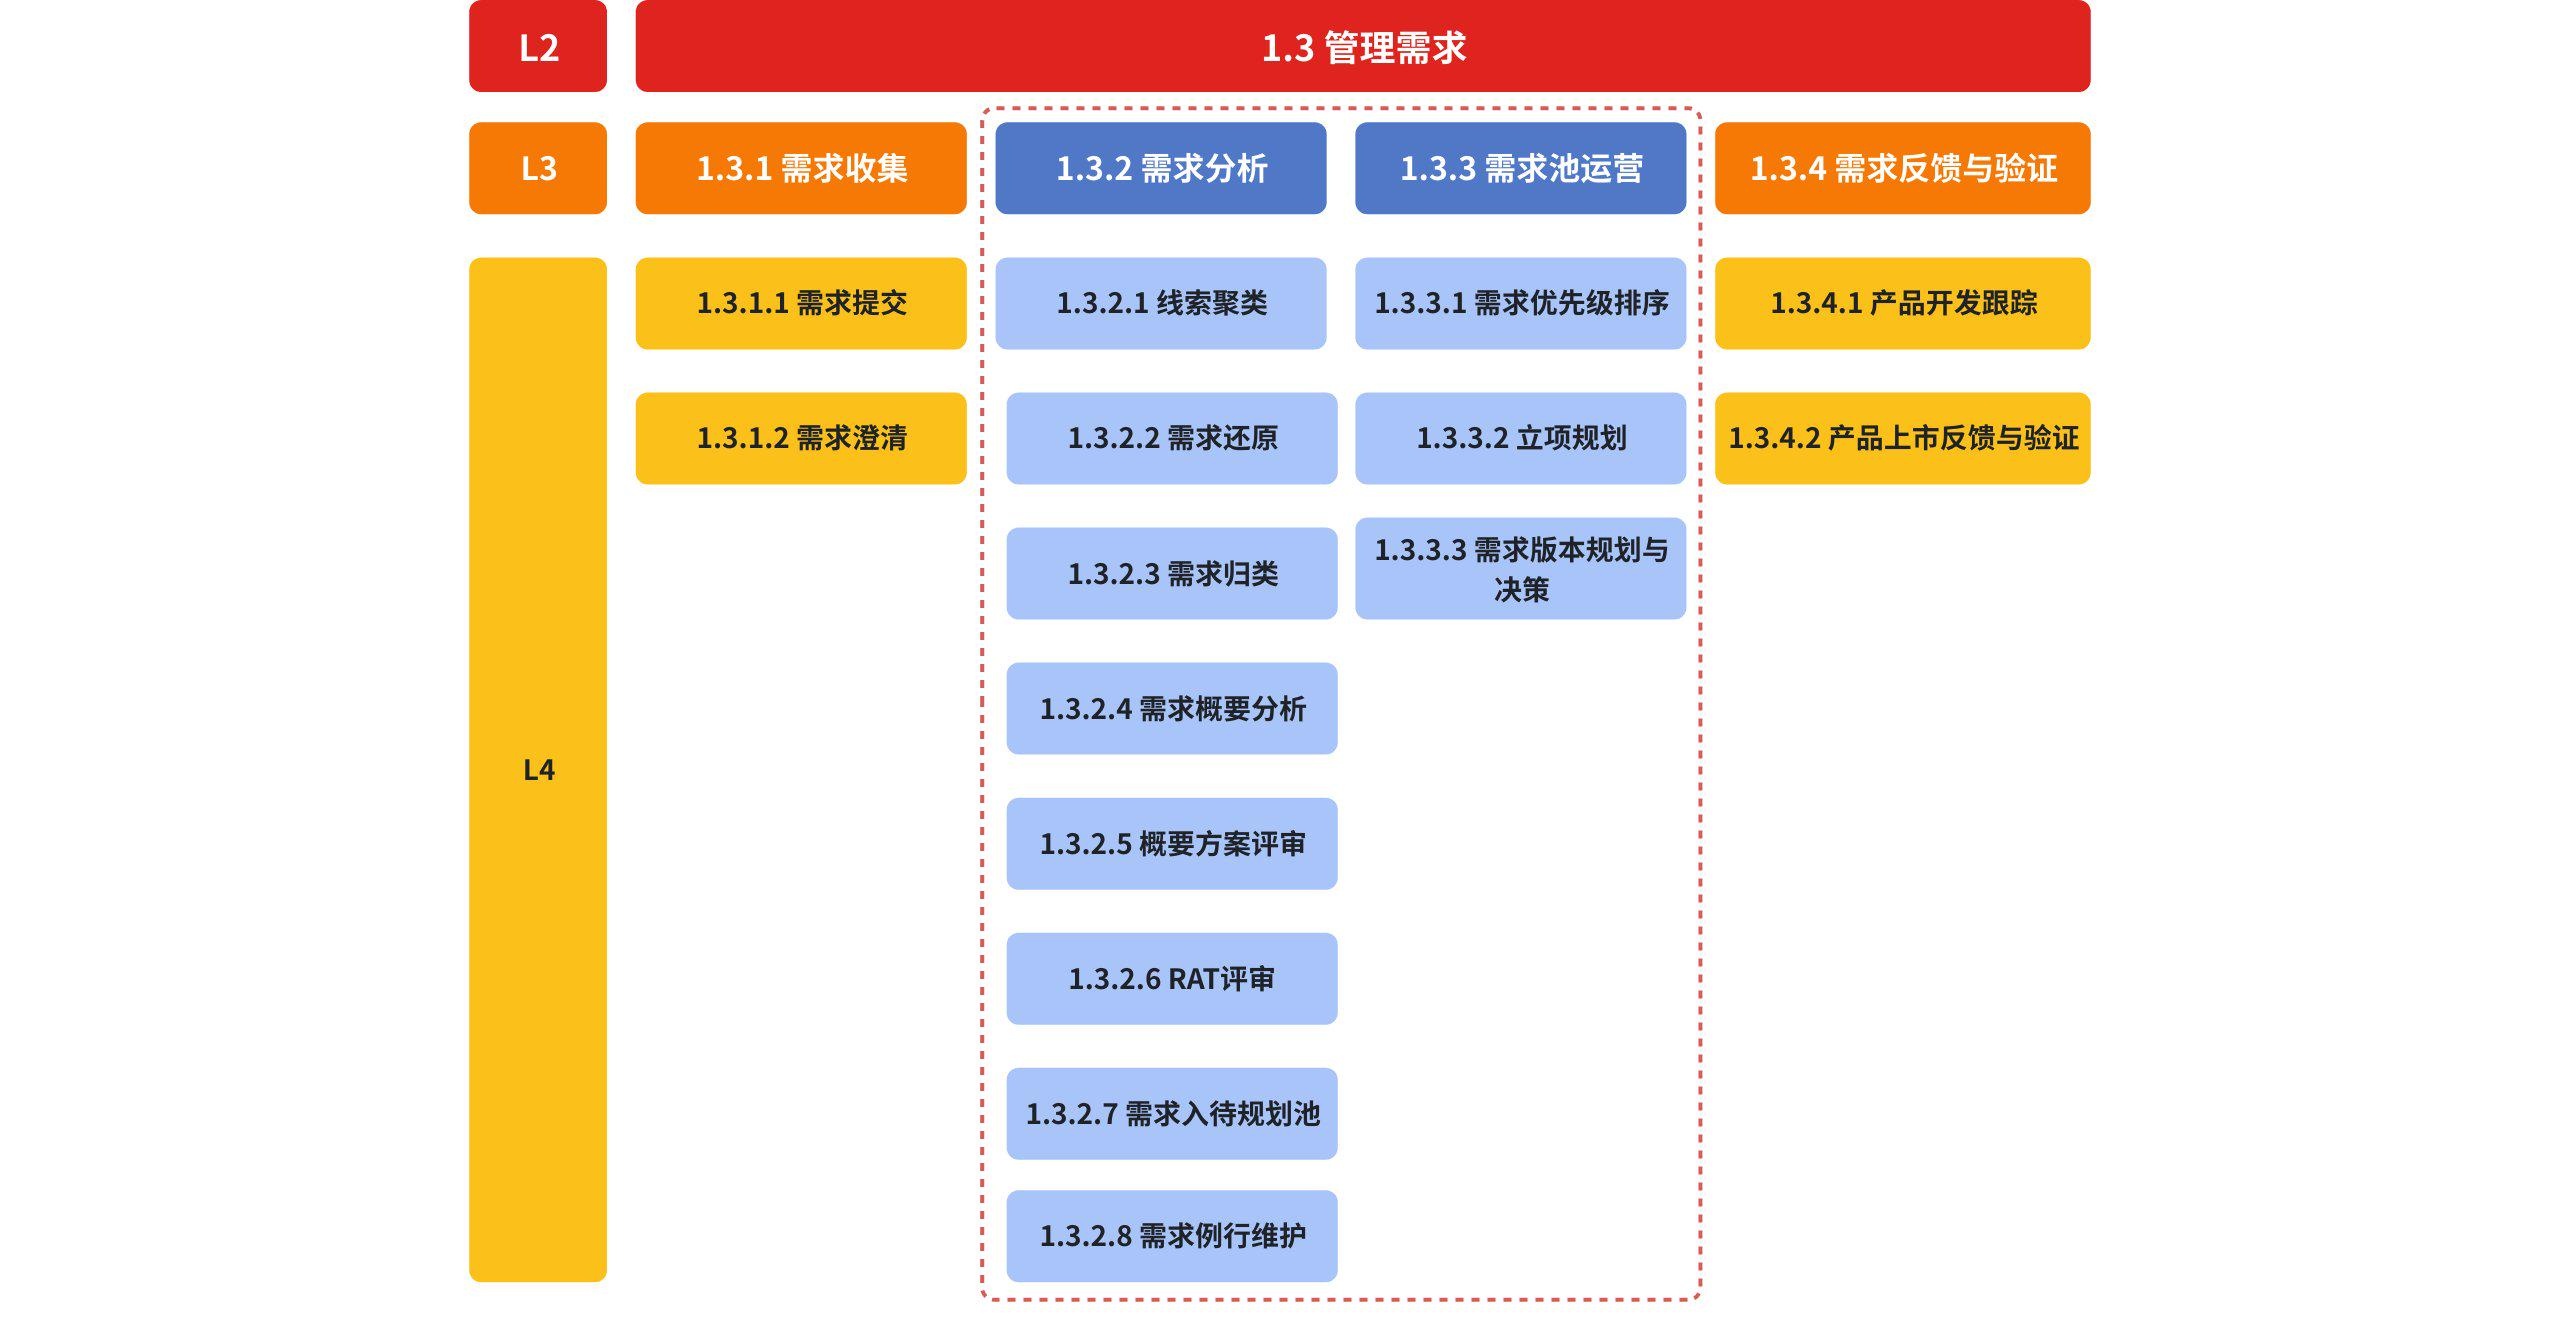 L2
1.3 管理需求
L3
1.3.1 需求收集
1.3.2 需求分析
1.3.3 需求池运营
1.3.4 需求反馈与验证
L4
1.3.1.1 需求提交
1.3.2.1 线索聚类
1.3.3.1 需求优先级排序
1.3.4.1 产品开发跟踪
1.3.1.2 需求澄清
1.3.2.2 需求还原
1.3.3.2 立项规划
1.3.4.2 产品上市反馈与验证
1.3.2.3 需求归类
1.3.3.3 需求版本规划与
决策
1.3.2.4 需求概要分析
1.3.2.5 概要方案评审
1.3.2.6 RAT评审
1.3.2.7 需求入待规划池
1.3.2.8 需求例行维护